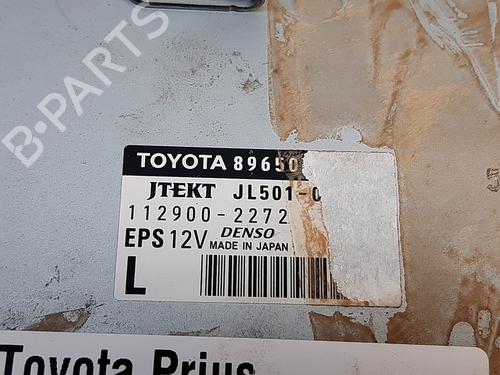 B-PARTS
TOYOTA 89650
JTEKT JL501-0
112900-2272
EPS 12V DENSO
MADE IN JAPAN
L
Toyota Prius